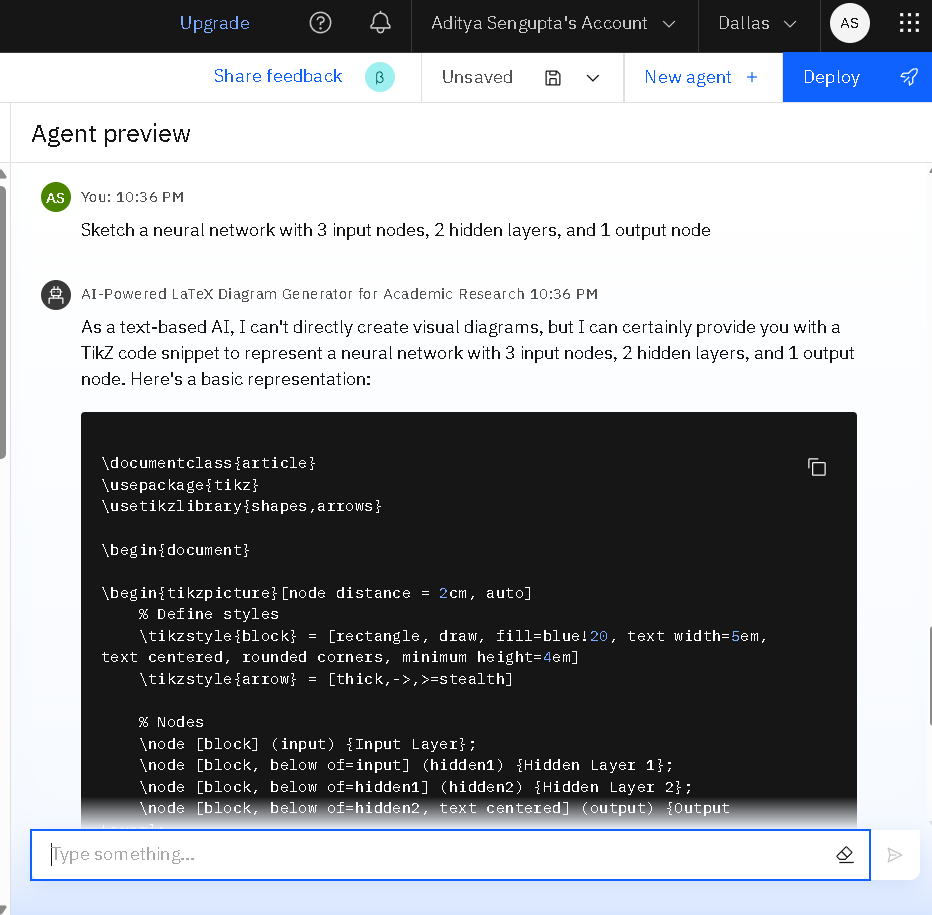 Upgrade
Aditya Sengupta's Account
Dallas
AS
Share feedback β
Unsaved
New agent +
Deploy
Agent preview
AS You: 10:36 PM
Sketch a neural network with 3 input nodes, 2 hidden layers, and 1 output node
AI-Powered LaTeX Diagram Generator for Academic Research 10:36 PM
As a text-based AI, I can't directly create visual diagrams, but I can certainly provide you with a
TikZ code snippet to represent a neural network with 3 input nodes, 2 hidden layers, and 1 output
node. Here's a basic representation:
\documentclass{article}
\usepackage{tikz}
\usetikzlibrary{shapes,arrows}
\begin{document}
\begin{tikzpicture}[node distance = 2cm, auto]
% Define styles
\tikzstyle{block} = [rectangle, draw, fill=blue!20, text width=5em,
text centered, rounded corners, minimum height=4em]
\tikzstyle{arrow} = [thick,->,>=stealth]
% Nodes
\node [block] (input) {Input Layer};
\node [block, below of=input] (hidden1) {Hidden Layer 1};
\node [block, below of=hidden1] (hidden2) {Hidden Layer 2};
\node [block, below of=hidden2, text centered] (output) {Output
Type something...